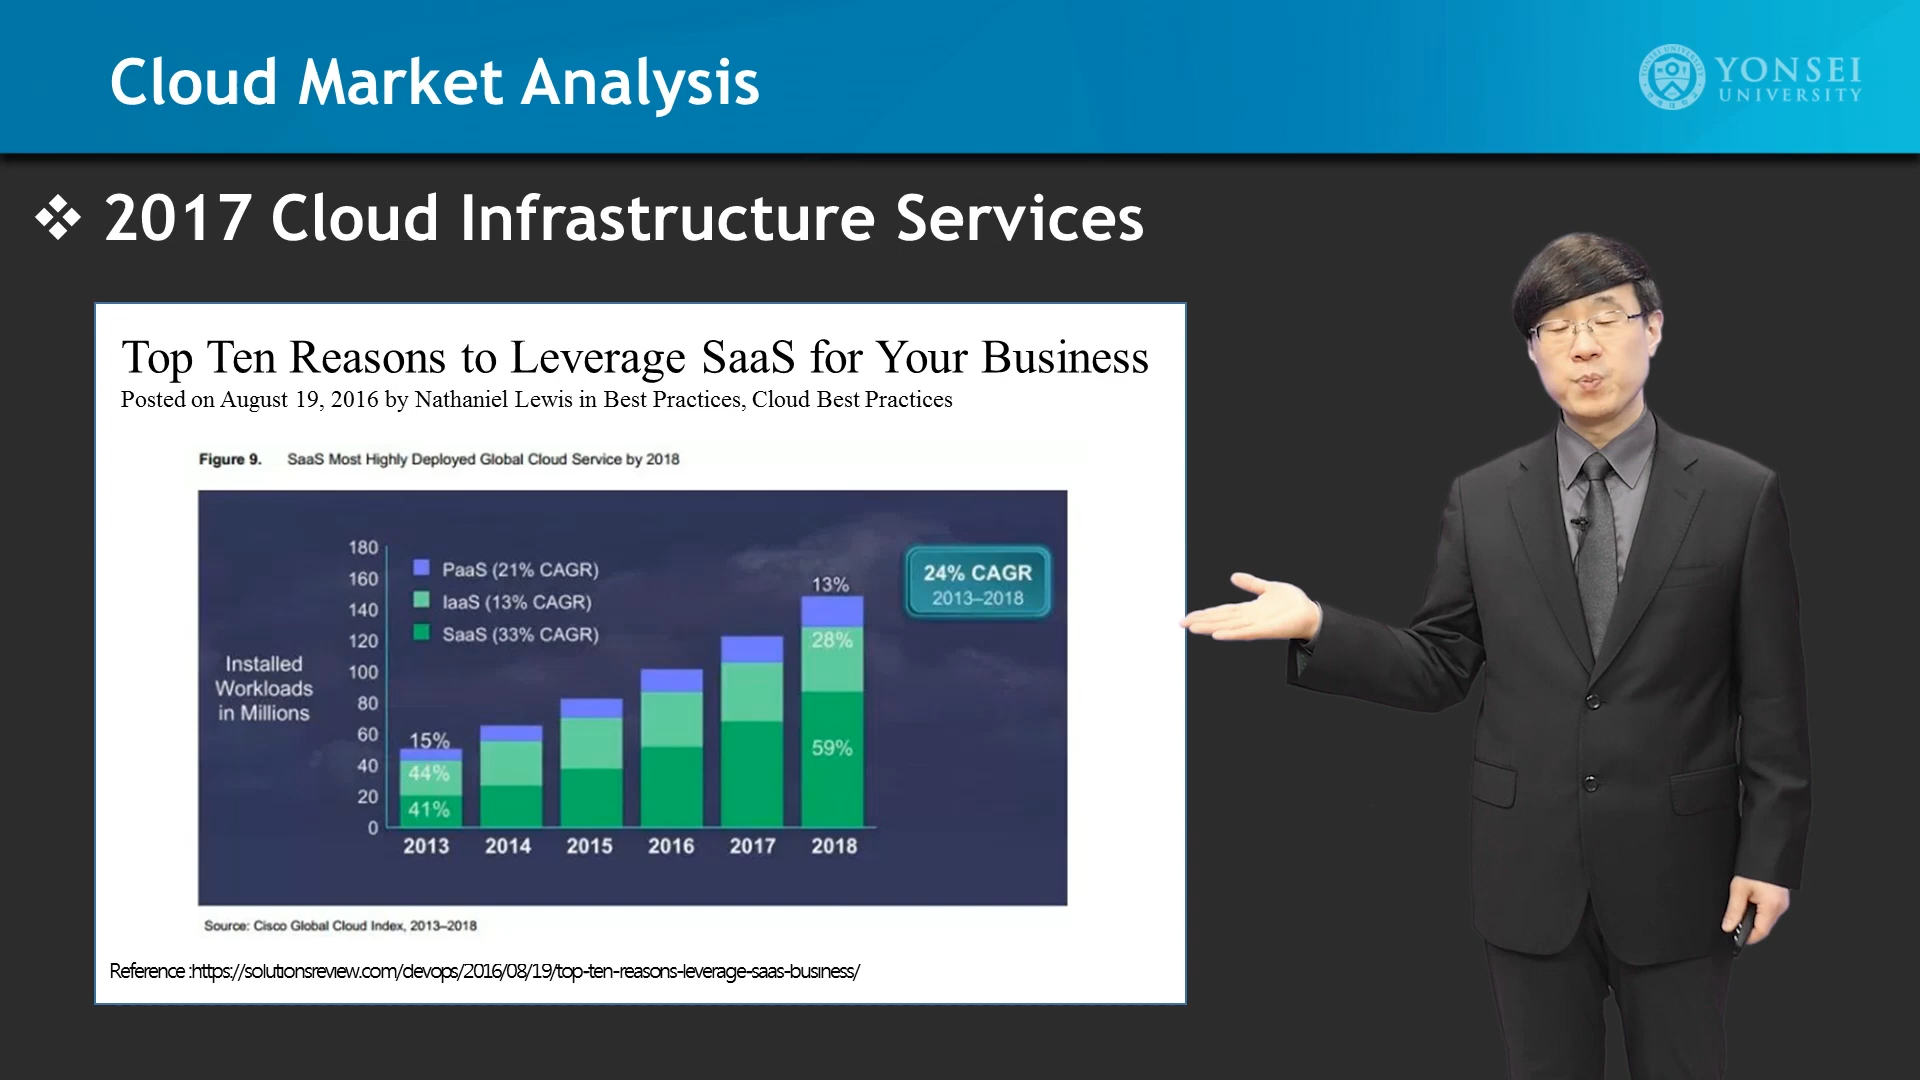 Cloud Market Analysis
YONSEI
UNIVERSITY
2017 Cloud Infrastructure Services
Top Ten Reasons to Leverage SaaS for Your Business
Posted on August 19, 2016 by Nathaniel Lewis in Best Practices, Cloud Best Practices
Figure 9. SaaS Most Highly Deployed Global Cloud Service by 2018
Installed
Workloads
in Millions
180
160
140
120
100
80
60
40
20
0
PaaS (21% CAGR)
IaaS (13% CAGR)
SaaS (33% CAGR)
15%
44%
41%
13%
28%
59%
2013 2014 2015 2016 2017 2018
24% CAGR
2013–2018
Source: Cisco Global Cloud Index, 2013–2018
Reference :https://solutionsreview.com/devops/2016/08/19/top-ten-reasons-leverage-saas-business/